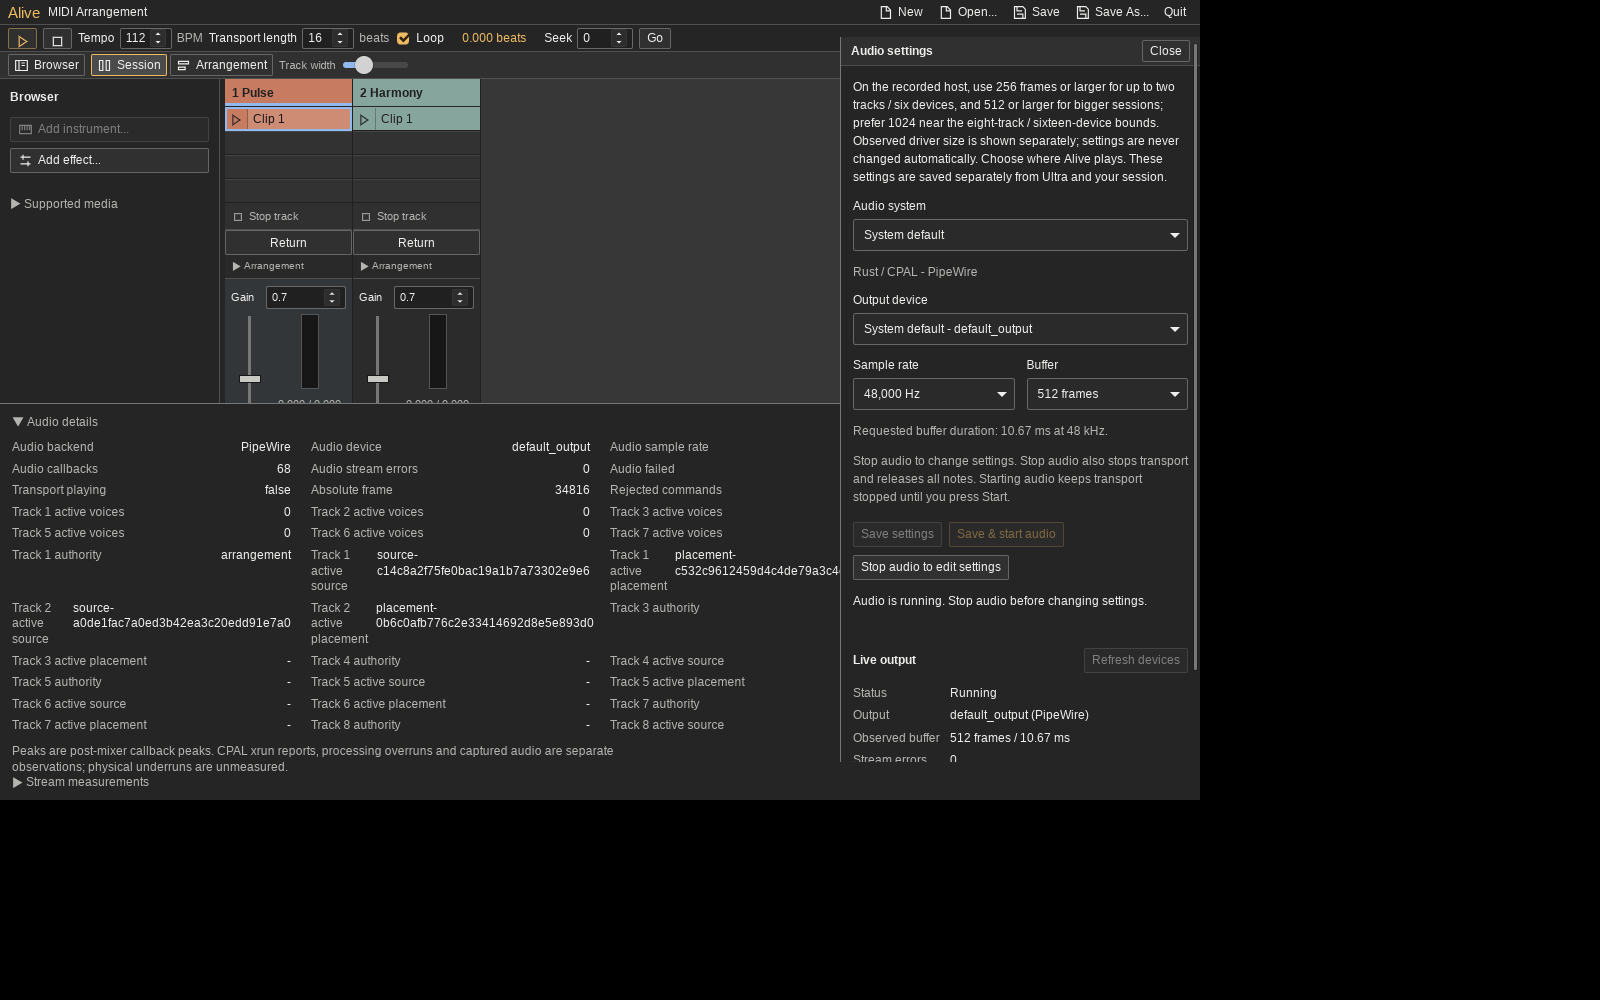 Alive MIDI Arrangement New Open... Save Save As... Quit
Tempo 112 BPM Transport length 16 beats Loop 0.000 beats Seek 0 Go
Browser Session Arrangement Track width
Browser
Add instrument...
Add effect...
Supported media
1 Pulse 2 Harmony
Clip 1 Clip 1
Stop track Stop track
Return Return
Arrangement Arrangement
Gain 0.7 Gain 0.7
0.000 / 0.000 0.000 / 0.000
Audio settings Close
On the recorded host, use 256 frames or larger for up to two
tracks / six devices, and 512 or larger for bigger sessions;
prefer 1024 near the eight-track / sixteen-device bounds.
Observed driver size is shown separately; settings are never
changed automatically. Choose where Alive plays. These
settings are saved separately from Ultra and your session.
Audio system
System default
Rust / CPAL - PipeWire
Output device
System default - default_output
Sample rate Buffer
48,000 Hz 512 frames
Requested buffer duration: 10.67 ms at 48 kHz.
Stop audio to change settings. Stop audio also stops transport
and releases all notes. Starting audio keeps transport
stopped until you press Start.
Save settings Save & start audio
Stop audio to edit settings
Audio is running. Stop audio before changing settings.
Live output Refresh devices
Status Running
Output default_output (PipeWire)
Observed buffer 512 frames / 10.67 ms
Stream errors 0
Audio details
Audio backend PipeWire Audio device default_output Audio sample rate
Audio callbacks 68 Audio stream errors 0 Audio failed
Transport playing false Absolute frame 34816 Rejected commands
Track 1 active voices 0 Track 2 active voices 0 Track 3 active voices
Track 5 active voices 0 Track 6 active voices 0 Track 7 active voices
Track 1 authority arrangement Track 1 source- Track 1 placement-
active c14c8a2f75fe0bac19a1b7a73302e9e6 active c532c9612459d4c4de79a3c4
source placement
Track 2 source- Track 2 placement- Track 3 authority
active a0de1fac7a0ed3b42ea3c20edd91e7a0 active 0b6c0afb776c2e33414692d8e5e893d0
source placement
Track 3 active placement - Track 4 authority - Track 4 active source
Track 5 authority - Track 5 active source - Track 5 active placement
Track 6 active source - Track 6 active placement - Track 7 authority
Track 7 active placement - Track 8 authority - Track 8 active source
Peaks are post-mixer callback peaks. CPAL xrun reports, processing overruns and captured audio are separate
observations; physical underruns are unmeasured.
Stream measurements